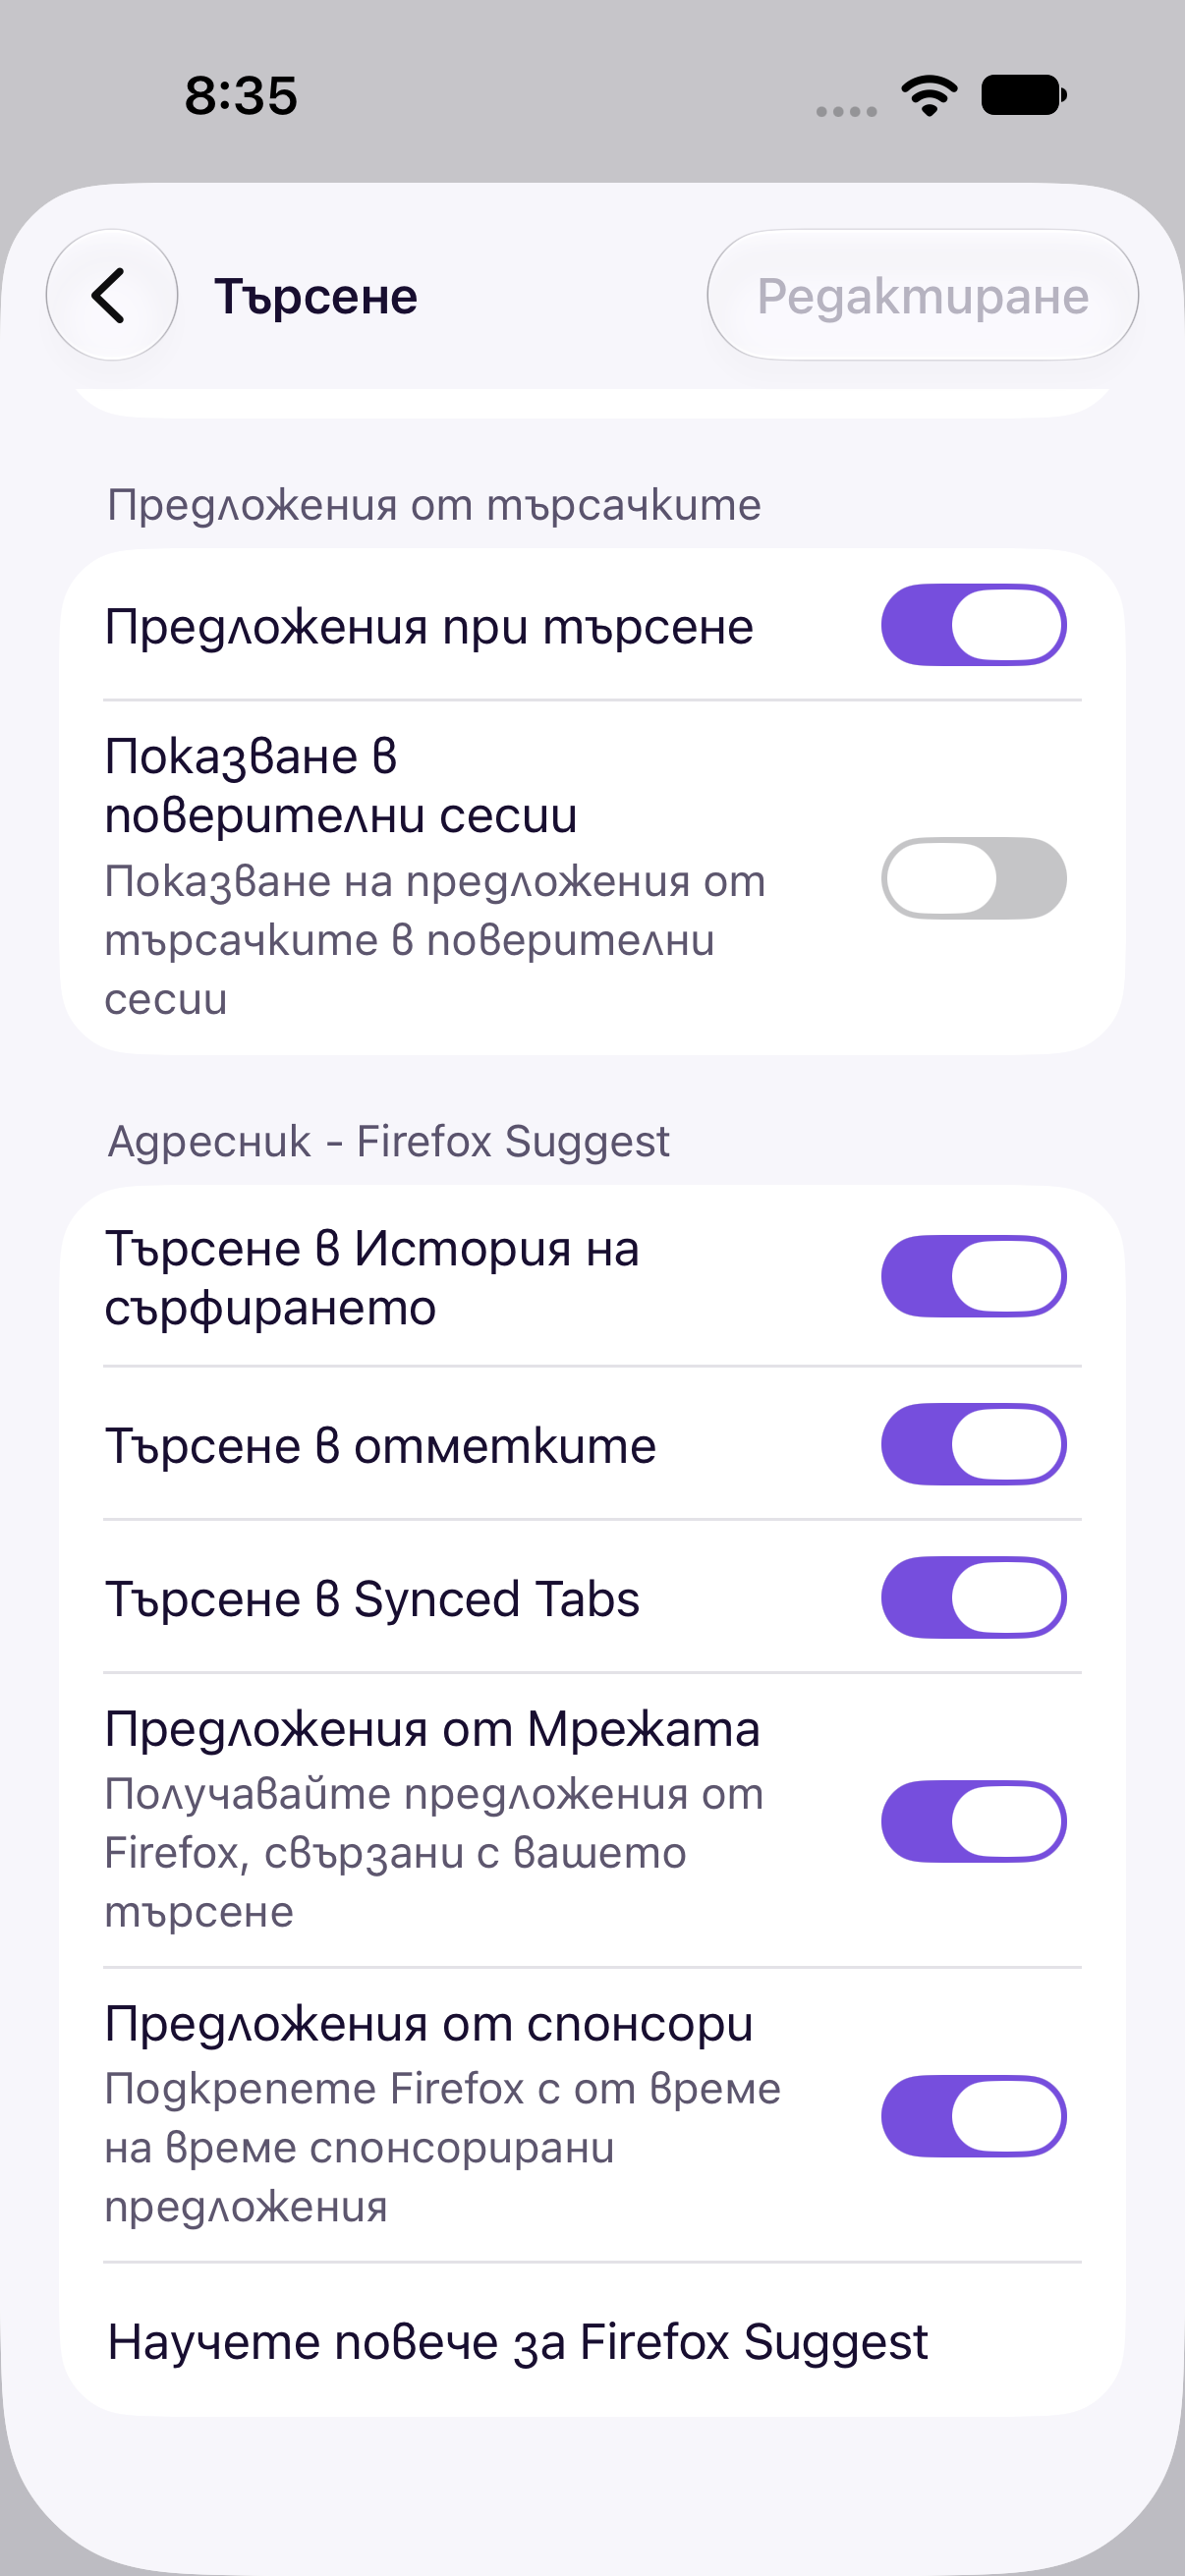 8:35
Търсене
Редактиране
Предложения от търсачките
Предложения при търсене
Показване в
поверителни сесии
Показване на предложения от
търсачките в поверителни
сесии
Адресник - Firefox Suggest
Търсене в История на
сърфирането
Търсене в отметките
Търсене в Synced Tabs
Предложения от Мрежата
Получавайте предложения от
Firefox, свързани с вашето
търсене
Предложения от спонсори
Подкрепете Firefox с от време
на време спонсорирани
предложения
Научете повече за Firefox Suggest